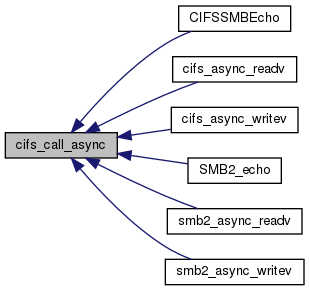 CIFSSMBEcho
cifs_async_readv
cifs_async_writev
cifs_call_async
SMB2_echo
smb2_async_readv
smb2_async_writev